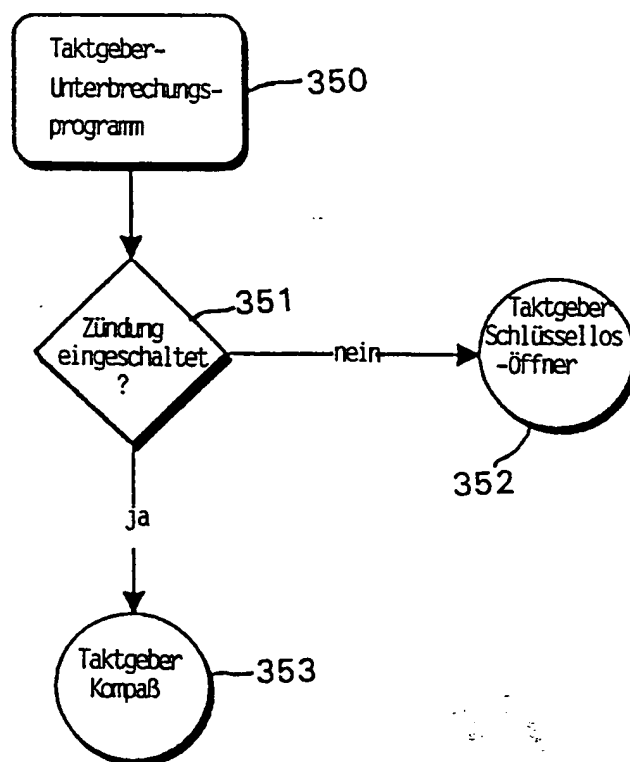 Taktgeber-
Unterbrechungs-
programm
350
351
Zündung
eingeschaltet
?
nein
Taktgeber
Schlüssellos
-Öffner
352
ja
Taktgeber
Kompaß
353